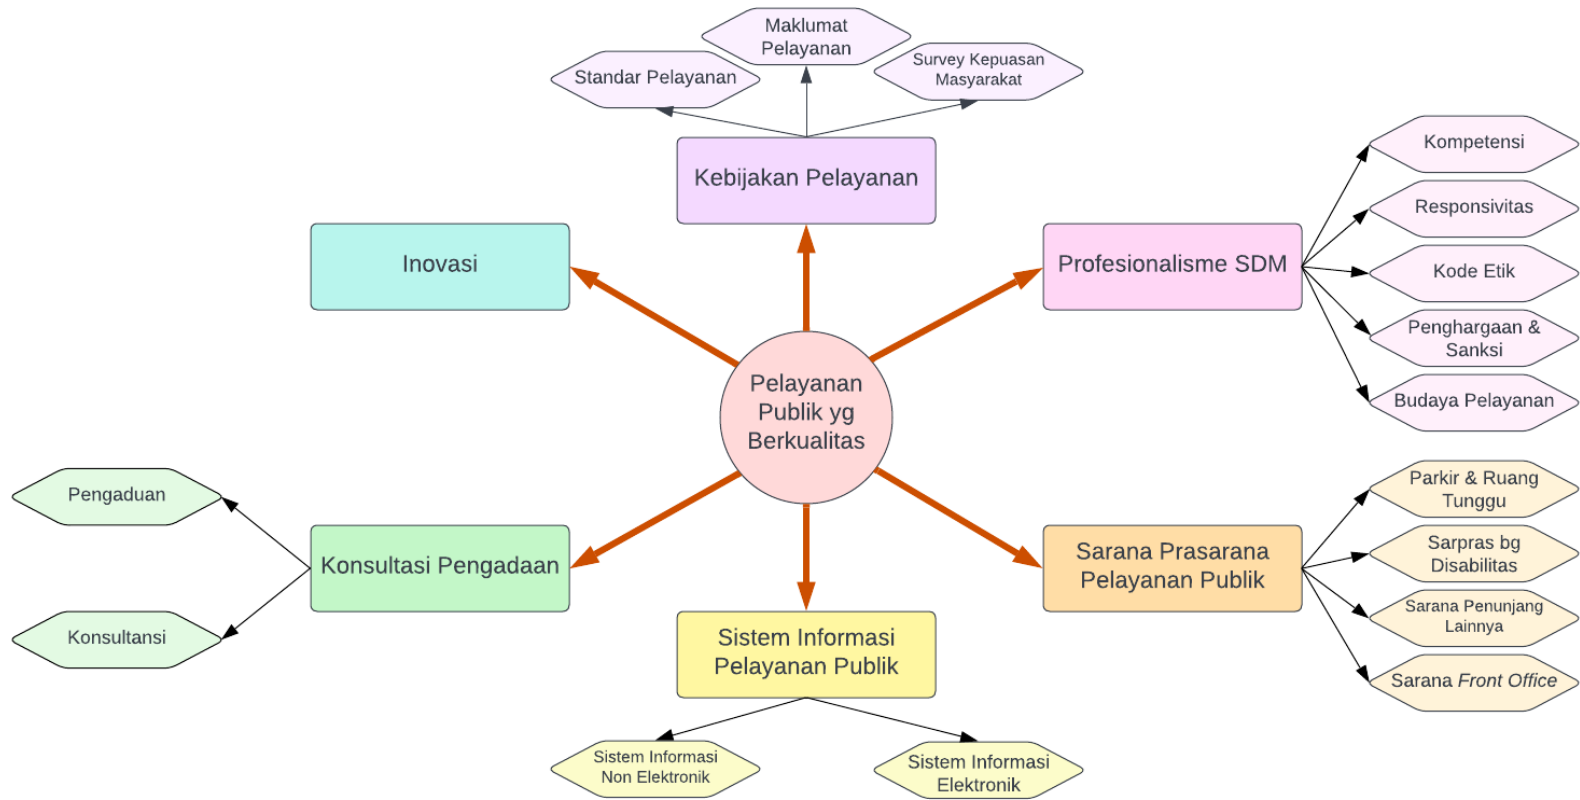 Maklumat
Pelayanan
Standar Pelayanan
Survey Kepuasan
Masyarakat
Kebijakan Pelayanan
Inovasi
Profesionalisme SDM
Kompetensi
Responsivitas
Kode Etik
Penghargaan &
Sanksi
Budaya Pelayanan
Pelayanan
Publik yg
Berkualitas
Pengaduan
Konsultansi
Konsultasi Pengadaan
Sarana Prasarana
Pelayanan Publik
Parkir & Ruang
Tunggu
Sarpras bg
Disabilitas
Sarana Penunjang
Lainnya
Sarana Front Office
Sistem Informasi
Pelayanan Publik
Sistem Informasi
Non Elektronik
Sistem Informasi
Elektronik